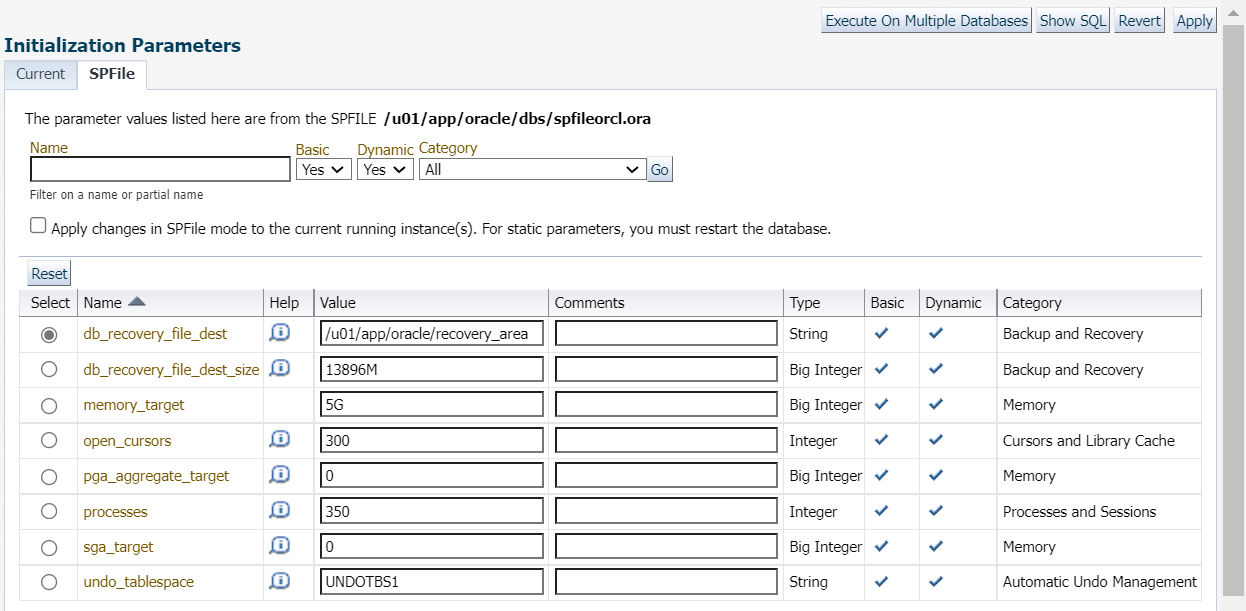 Execute On Multiple Databases Show SQL Revert Apply
Initialization Parameters
Current SPFile
The parameter values listed here are from the SPFILE /u01/app/oracle/dbs/spfileorcl.ora
Name Basic Dynamic Category
Yes Yes All Go
Filter on a name or partial name
Apply changes in SPFile mode to the current running instance(s). For static parameters, you must restart the database.
Reset
Select Name Help Value Comments Type Basic Dynamic Category
db_recovery_file_dest /u01/app/oracle/recovery_area String Backup and Recovery
db_recovery_file_dest_size 13896M Big Integer Backup and Recovery
memory_target 5G Big Integer Memory
open_cursors 300 Integer Cursors and Library Cache
pga_aggregate_target 0 Big Integer Memory
processes 350 Integer Processes and Sessions
sga_target 0 Big Integer Memory
undo_tablespace UNDOTBS1 String Automatic Undo Management